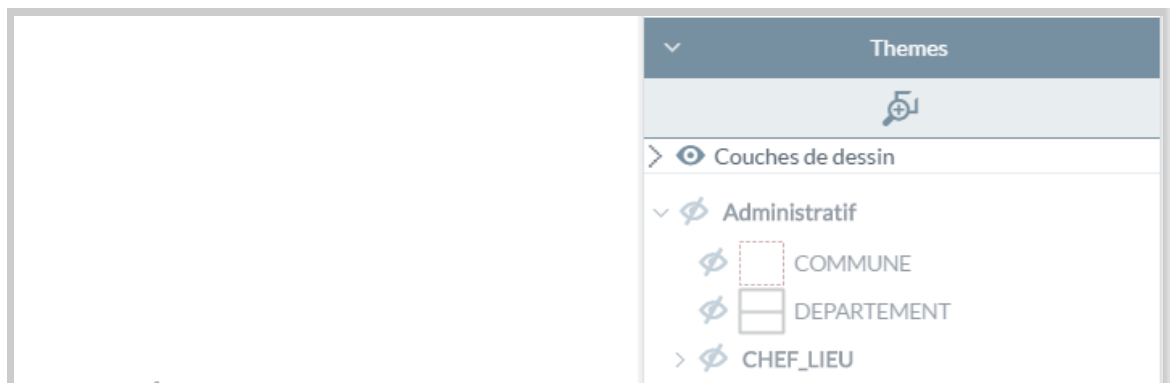 Themes
Couches de dessin
Administratif
COMMUNE
DEPARTEMENT
CHEF_LIEU